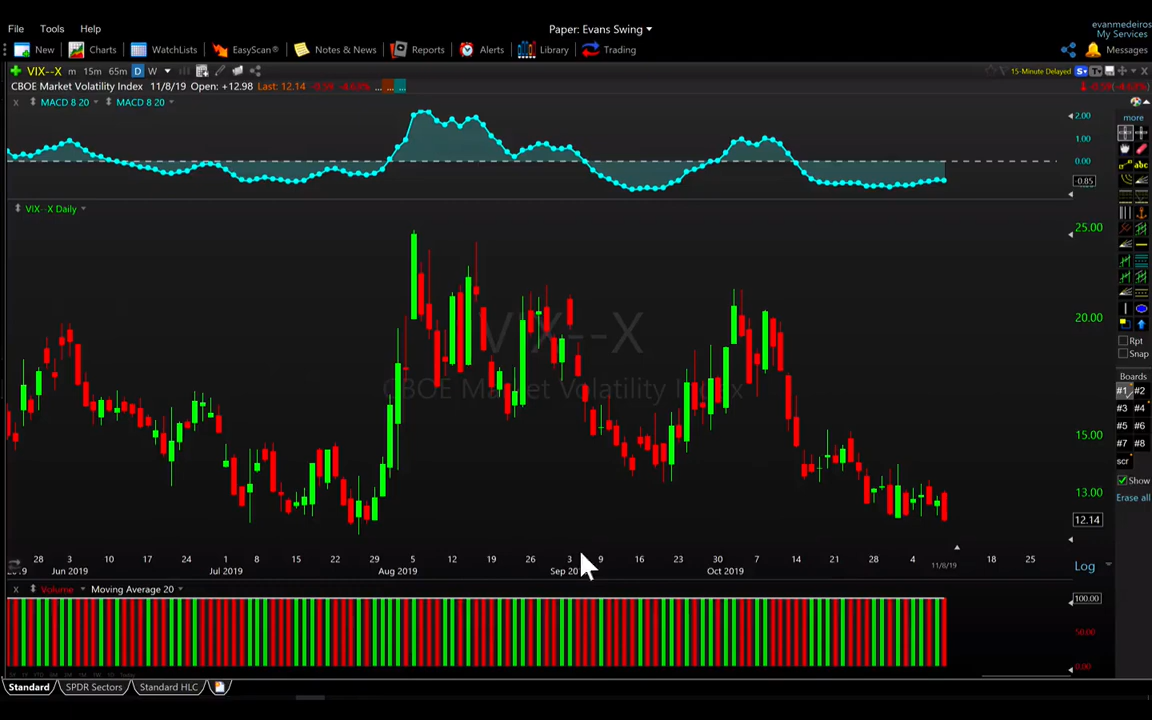 File Tools Help Paper: Evans Swing evanmedeiros
My Services
New Charts WatchLists EasyScan® Notes & News Reports Alerts Library Trading Messages
VIX--X m 15m 65m D W 15-Minute Delayed
CBOE Market Volatility Index 11/8/19 Open: +12.98 Last: 12.14 -0.59 -4.63% ... ... ... -0.59 (-4.63%)
MACD 8 20 MACD 8 20
more
2.00
1.00
0.00
-0.85
abc
VIX--X Daily
25.00
20.00
15.00
13.00
12.14
VIX--X
CBOE Market Volatility Index
Rpt
Snap
Boards
#1 #2
#3 #4
#5 #6
#7 #8
scr
Show
Erase all
28 3 10 17 24 1 8 15 22 29 5 12 19 26 3 9 16 23 30 7 14 21 28 4 11/8/19 18 25
Jun 2019 Jul 2019 Aug 2019 Sep 20 Oct 2019
Log
Volume Moving Average 20
100.00
50.00
0.00
Standard SPDR Sectors Standard HLC